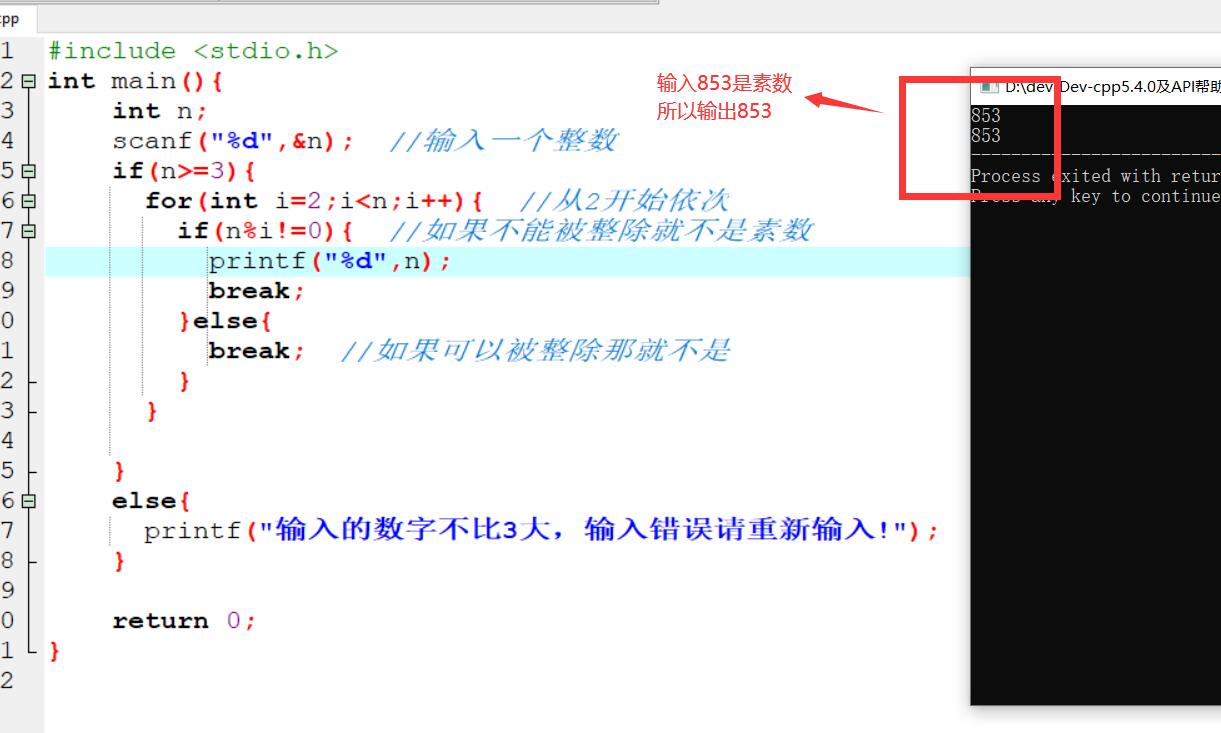 cpp
1 #include <stdio.h>
2 int main(){
3 int n;
4 scanf("%d",&n); //输入一个整数
5 if(n>=3){
6 for(int i=2;i<n;i++){ //从2开始依次
7 if(n%i!=0){ //如果不能被整除就不是素数
8 printf("%d",n);
9 break;
0 }else{
1 break; //如果可以被整除那就不是
2 }
3 }
4
5 }
6 else{
7 printf("输入的数字不比3大，输入错误请重新输入!");
8 }
9
0 return 0;
1 }
2
输入853是素数
所以输出853
D:\dev\Dev-cpp5.4.0及API帮助
853
853
--------------------------
Process exited with retur
Press any key to continue